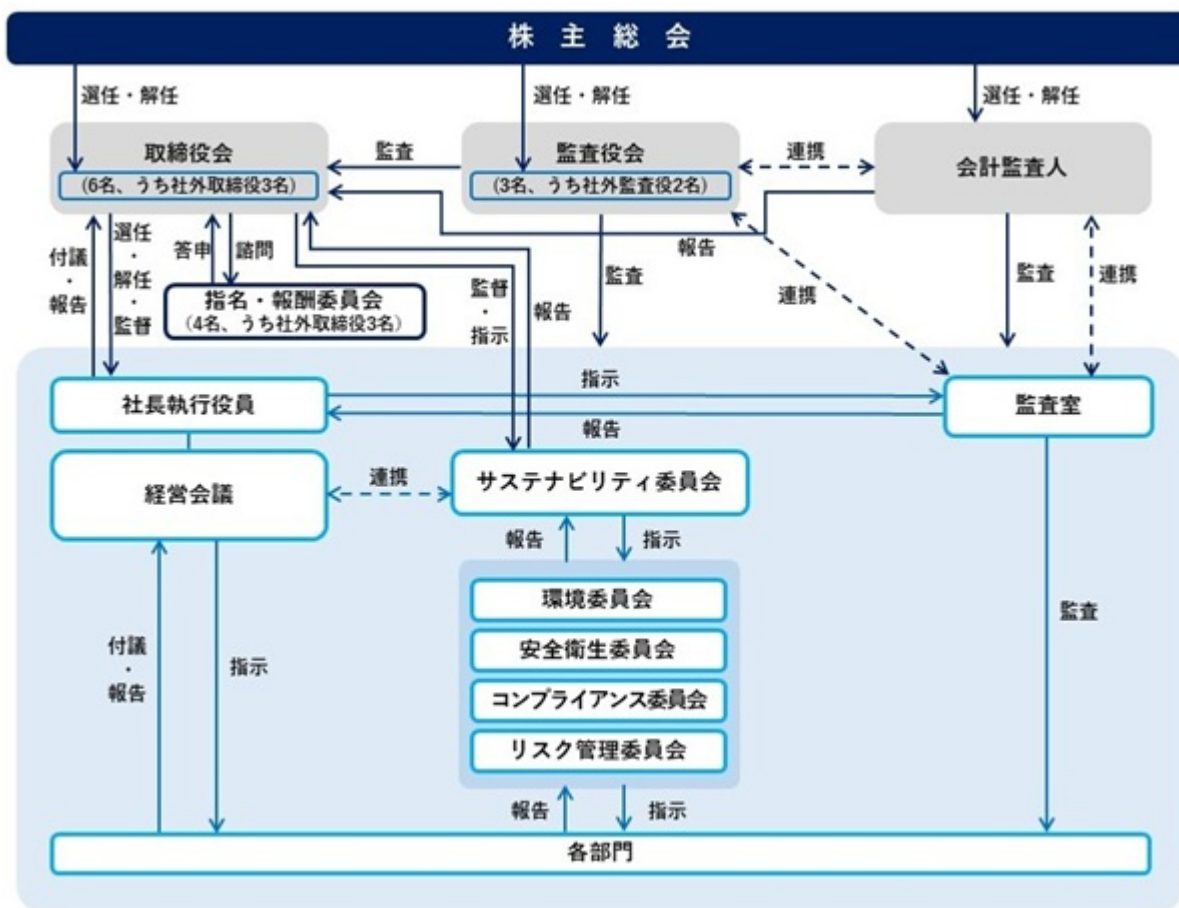 株 主 総 会
選任・解任
選任・解任
選任・解任
取締役会
(6名、うち社外取締役3名)
監査
監査役会
(3名、うち社外監査役2名)
連携
会計監査人
付議・報告
選任・解任・監督
答申
諮問
指名・報酬委員会
(4名、うち社外取締役3名)
監督・指示
報告
報告
監査
連携
監査
連携
社長執行役員
指示
報告
監査室
経営会議
連携
サステナビリティ委員会
報告
指示
環境委員会
安全衛生委員会
コンプライアンス委員会
リスク管理委員会
付議・報告
指示
監査
報告
指示
各部門